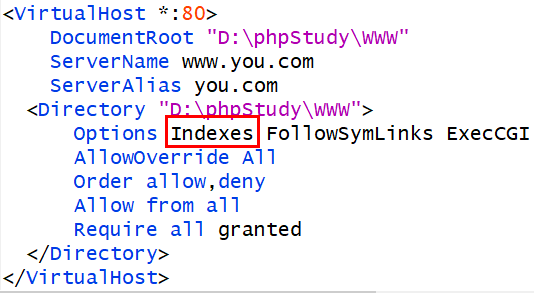 <VirtualHost *:80>
DocumentRoot "D:\phpStudy\WWW"
ServerName www.you.com
ServerAlias you.com
<Directory "D:\phpStudy\WWW">
Options Indexes FollowSymLinks ExecCGI
AllowOverride All
Order allow,deny
Allow from all
Require all granted
</Directory>
</VirtualHost>